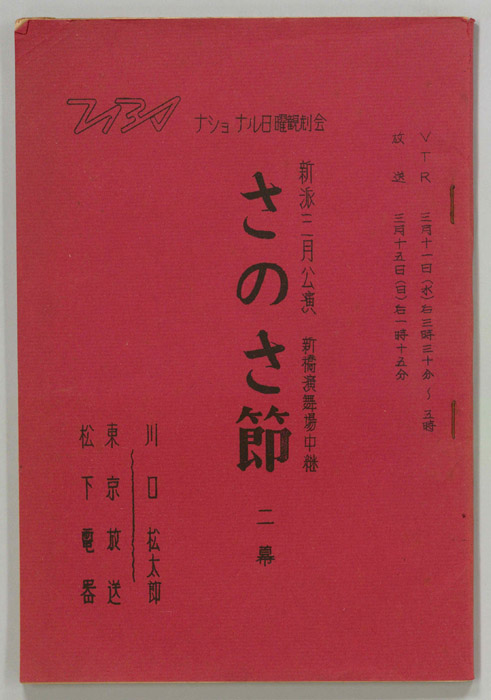 VTR 三月十一日(水)后三時三十分〜五時
放送 三月十五日(日)后一時十五分
TBS ナショナル日曜観劇会
新派三月公演 新橋演舞場中継
さのさ節 二幕
川口松太郎
東京放送
松下電器